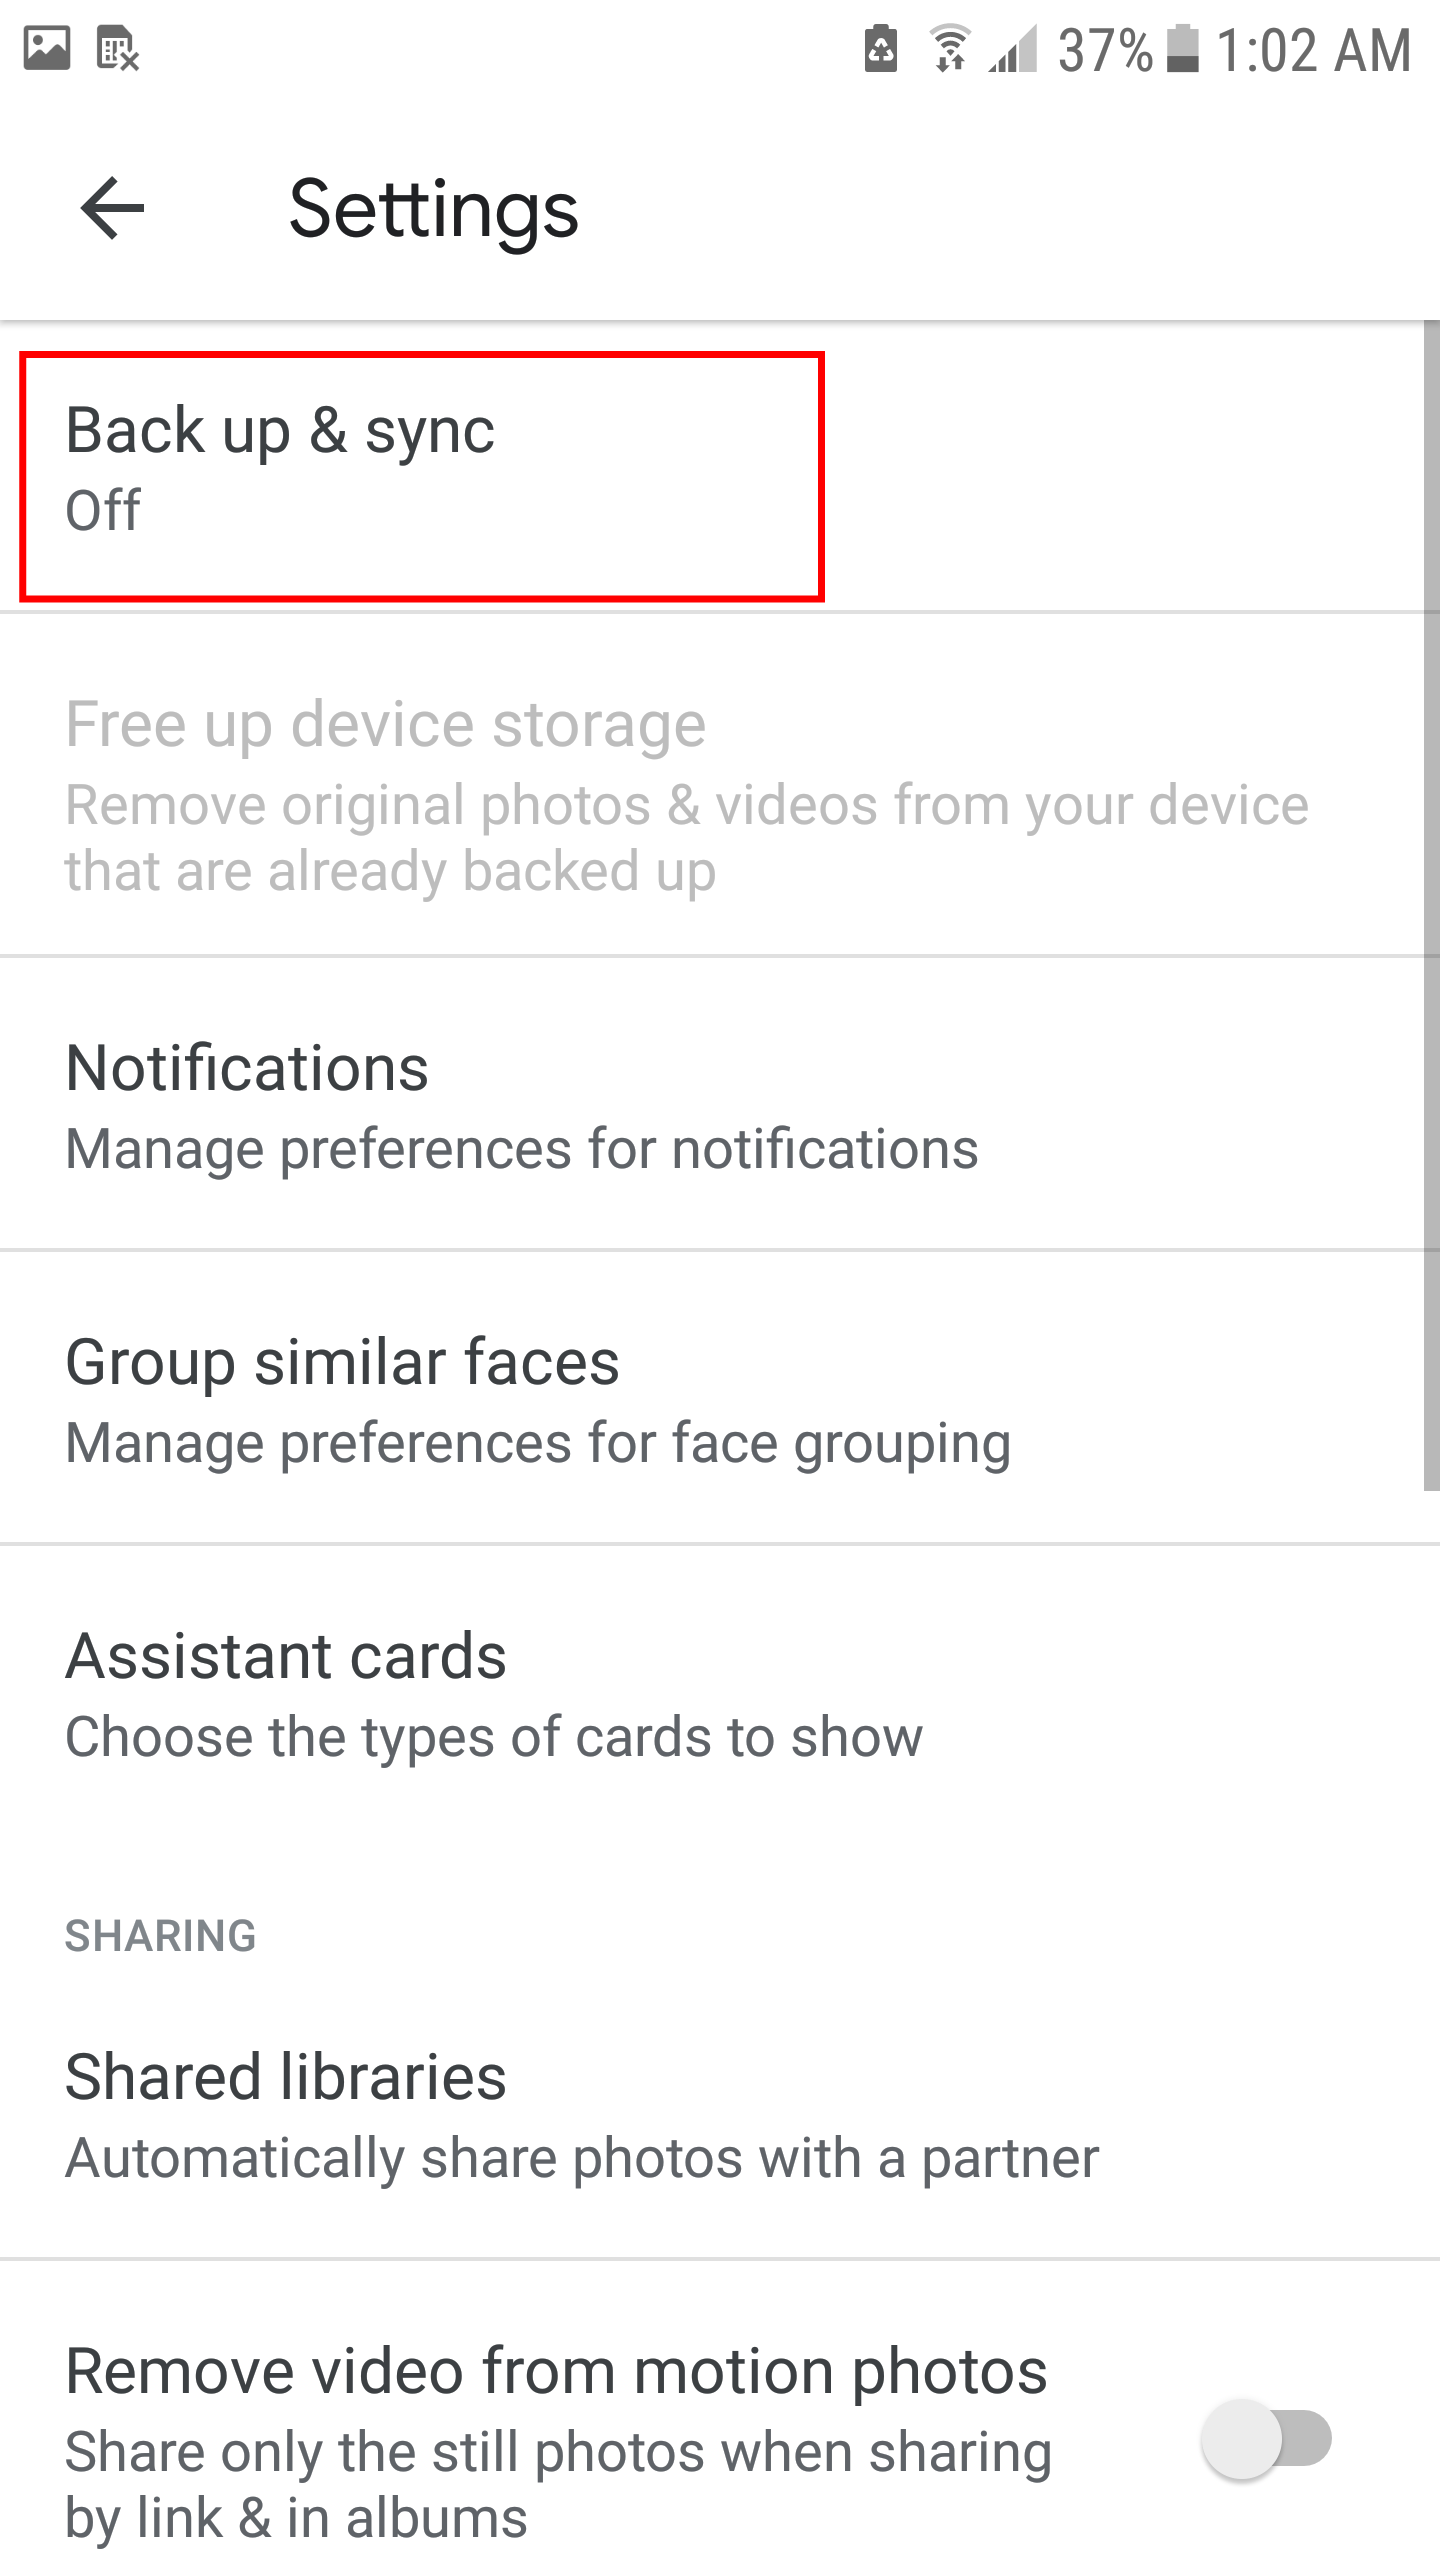 37% 1:02 AM
Settings
Back up & sync
Off
Free up device storage
Remove original photos & videos from your device
that are already backed up
Notifications
Manage preferences for notifications
Group similar faces
Manage preferences for face grouping
Assistant cards
Choose the types of cards to show
SHARING
Shared libraries
Automatically share photos with a partner
Remove video from motion photos
Share only the still photos when sharing
by link & in albums